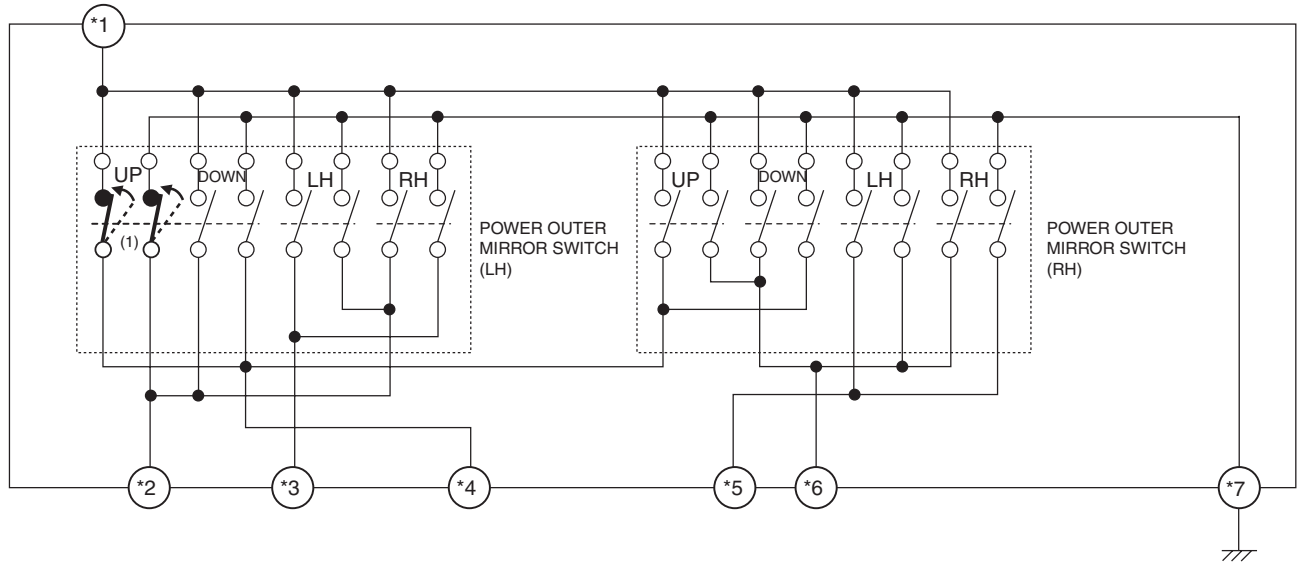 *1
UP
DOWN
LH
RH
(1)
POWER OUTER
MIRROR SWITCH
(LH)
UP
DOWN
LH
RH
POWER OUTER
MIRROR SWITCH
(RH)
*2
*3
*4
*5
*6
*7